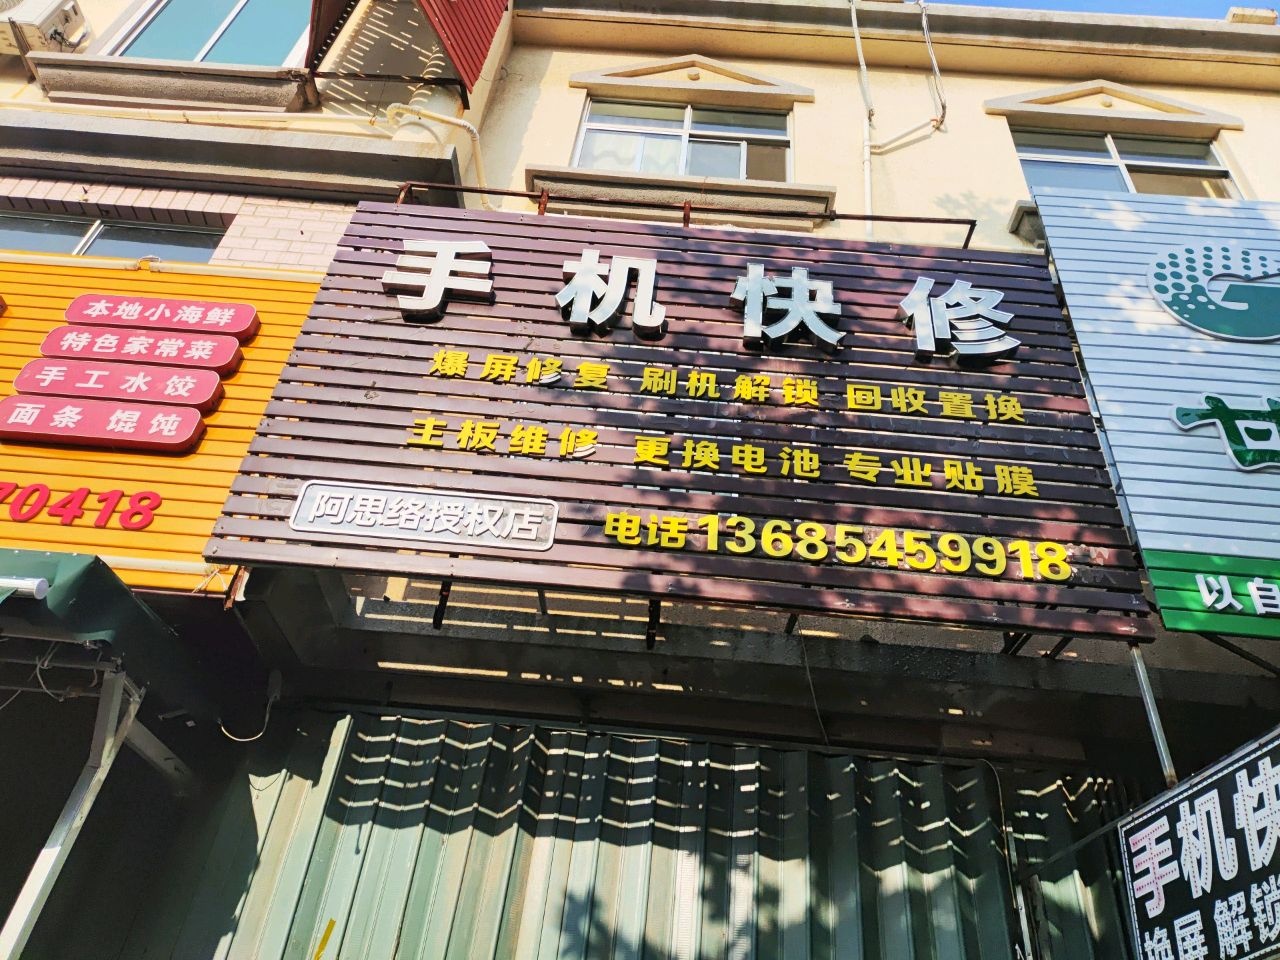 手机快修
爆屏修复 刷机解锁 回收置换
主板维修 更换电池 专业贴膜
阿思络授权店
电话13685459918
本地小海鲜
特色家常菜
手工水饺
面条 馄饨
70418
G
甘
以自
手机快
换屏 解锁